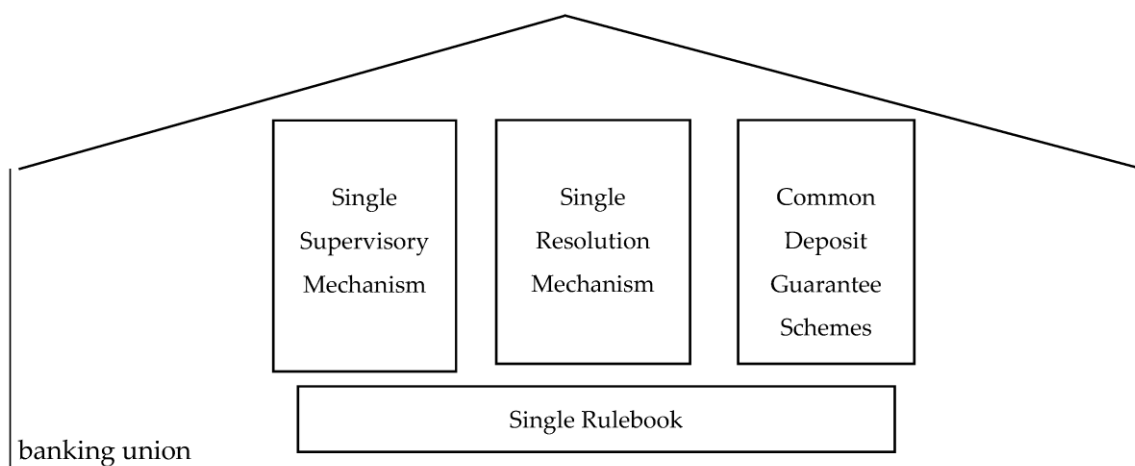 Single
Supervisory
Mechanism
Single
Resolution
Mechanism
Common
Deposit
Guarantee
Schemes
Single Rulebook
banking union